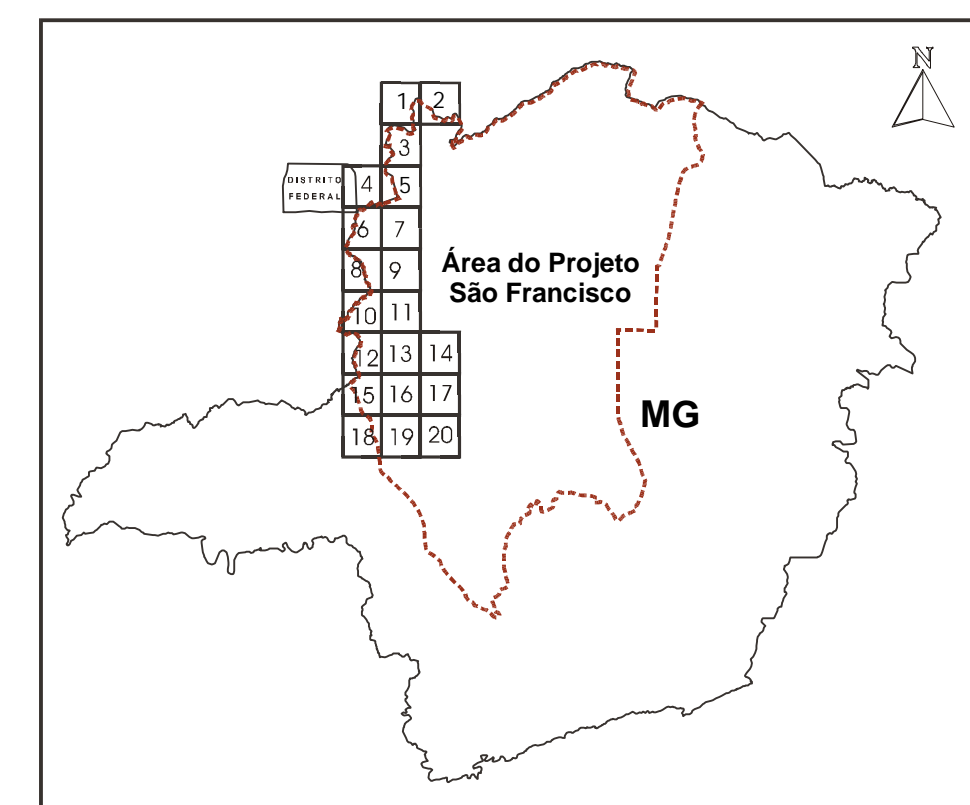 N
1 2
3
DISTRITO
FEDERAL
4 5
6 7
8 9
10 11
12 13 14
15 16 17
18 19 20
Área do Projeto
São Francisco
MG